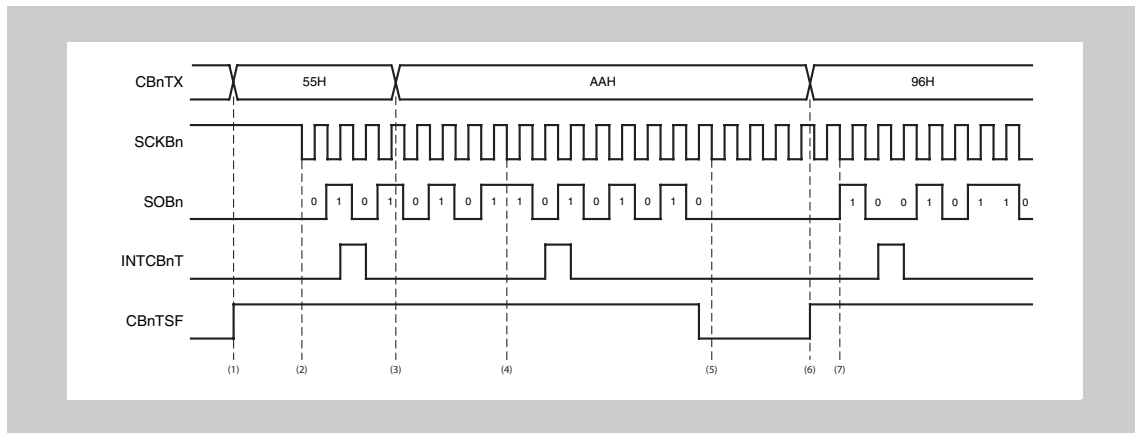 CBnTX 55H AAH 96H
SCKBn
SOBn 0 1 0 1 0 1 0 1 1 0 1 0 1 0 1 0 1 0 0 1 0 1 1 0
INTCBnT
CBnTSF
(1) (2) (3) (4) (5) (6) (7)